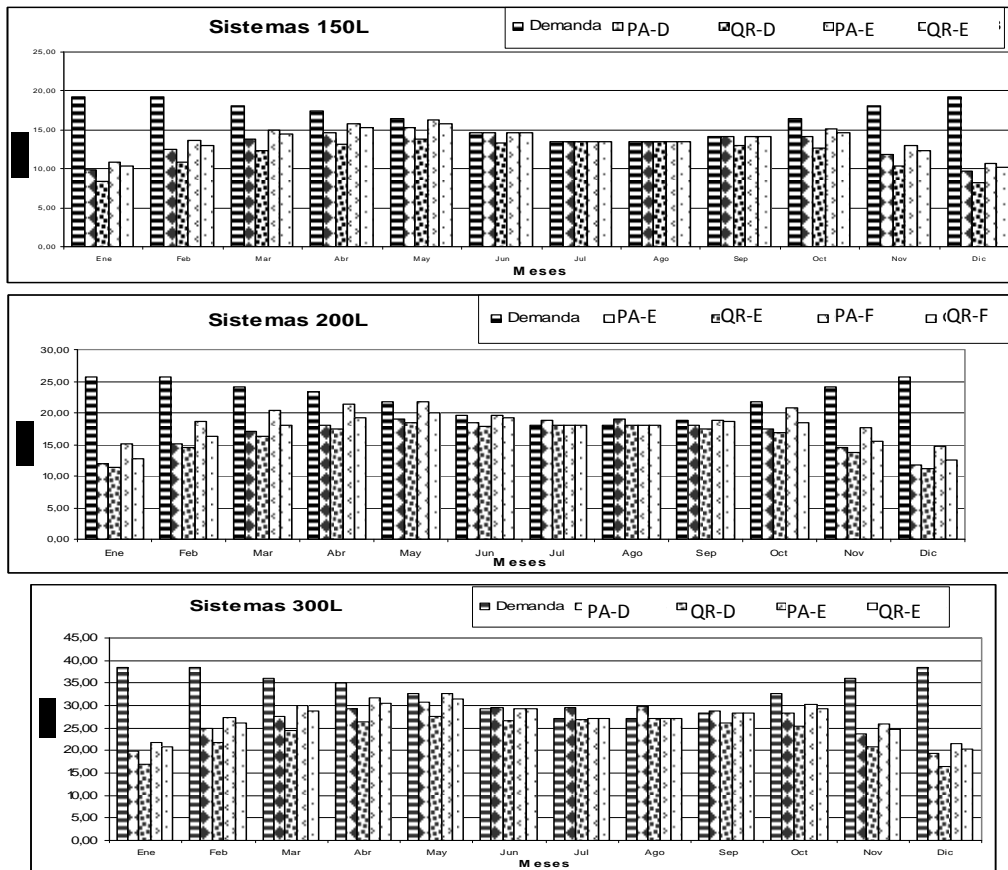 Sistemas 150L
Demanda PA-D QR-D PA-E QR-E
25,00
20,00
15,00
10,00
5,00
0,00
Ene Feb Mar Abr May Jun Jul Ago Sep Oct Nov Dic
Meses
Sistemas 200L
Demanda PA-E QR-E PA-F QR-F
30,00
25,00
20,00
15,00
10,00
5,00
0,00
Ene Feb Mar Abr May Jun Jul Ago Sep Oct Nov Dic
Meses
Sistemas 300L
Demanda PA-D QR-D PA-E QR-E
45,00
40,00
35,00
30,00
25,00
20,00
15,00
10,00
5,00
0,00
Ene Feb Mar Abr May Jun Jul Ago Sep Oct Nov Dic
Meses